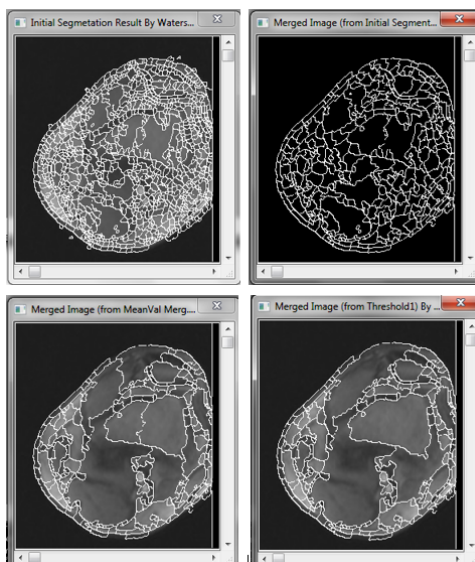 Initial Segmetation Result By Waters...
Merged Image (from Initial Segment...
Merged Image (from MeanVal Merg....
Merged Image (from Threshold1) By ...